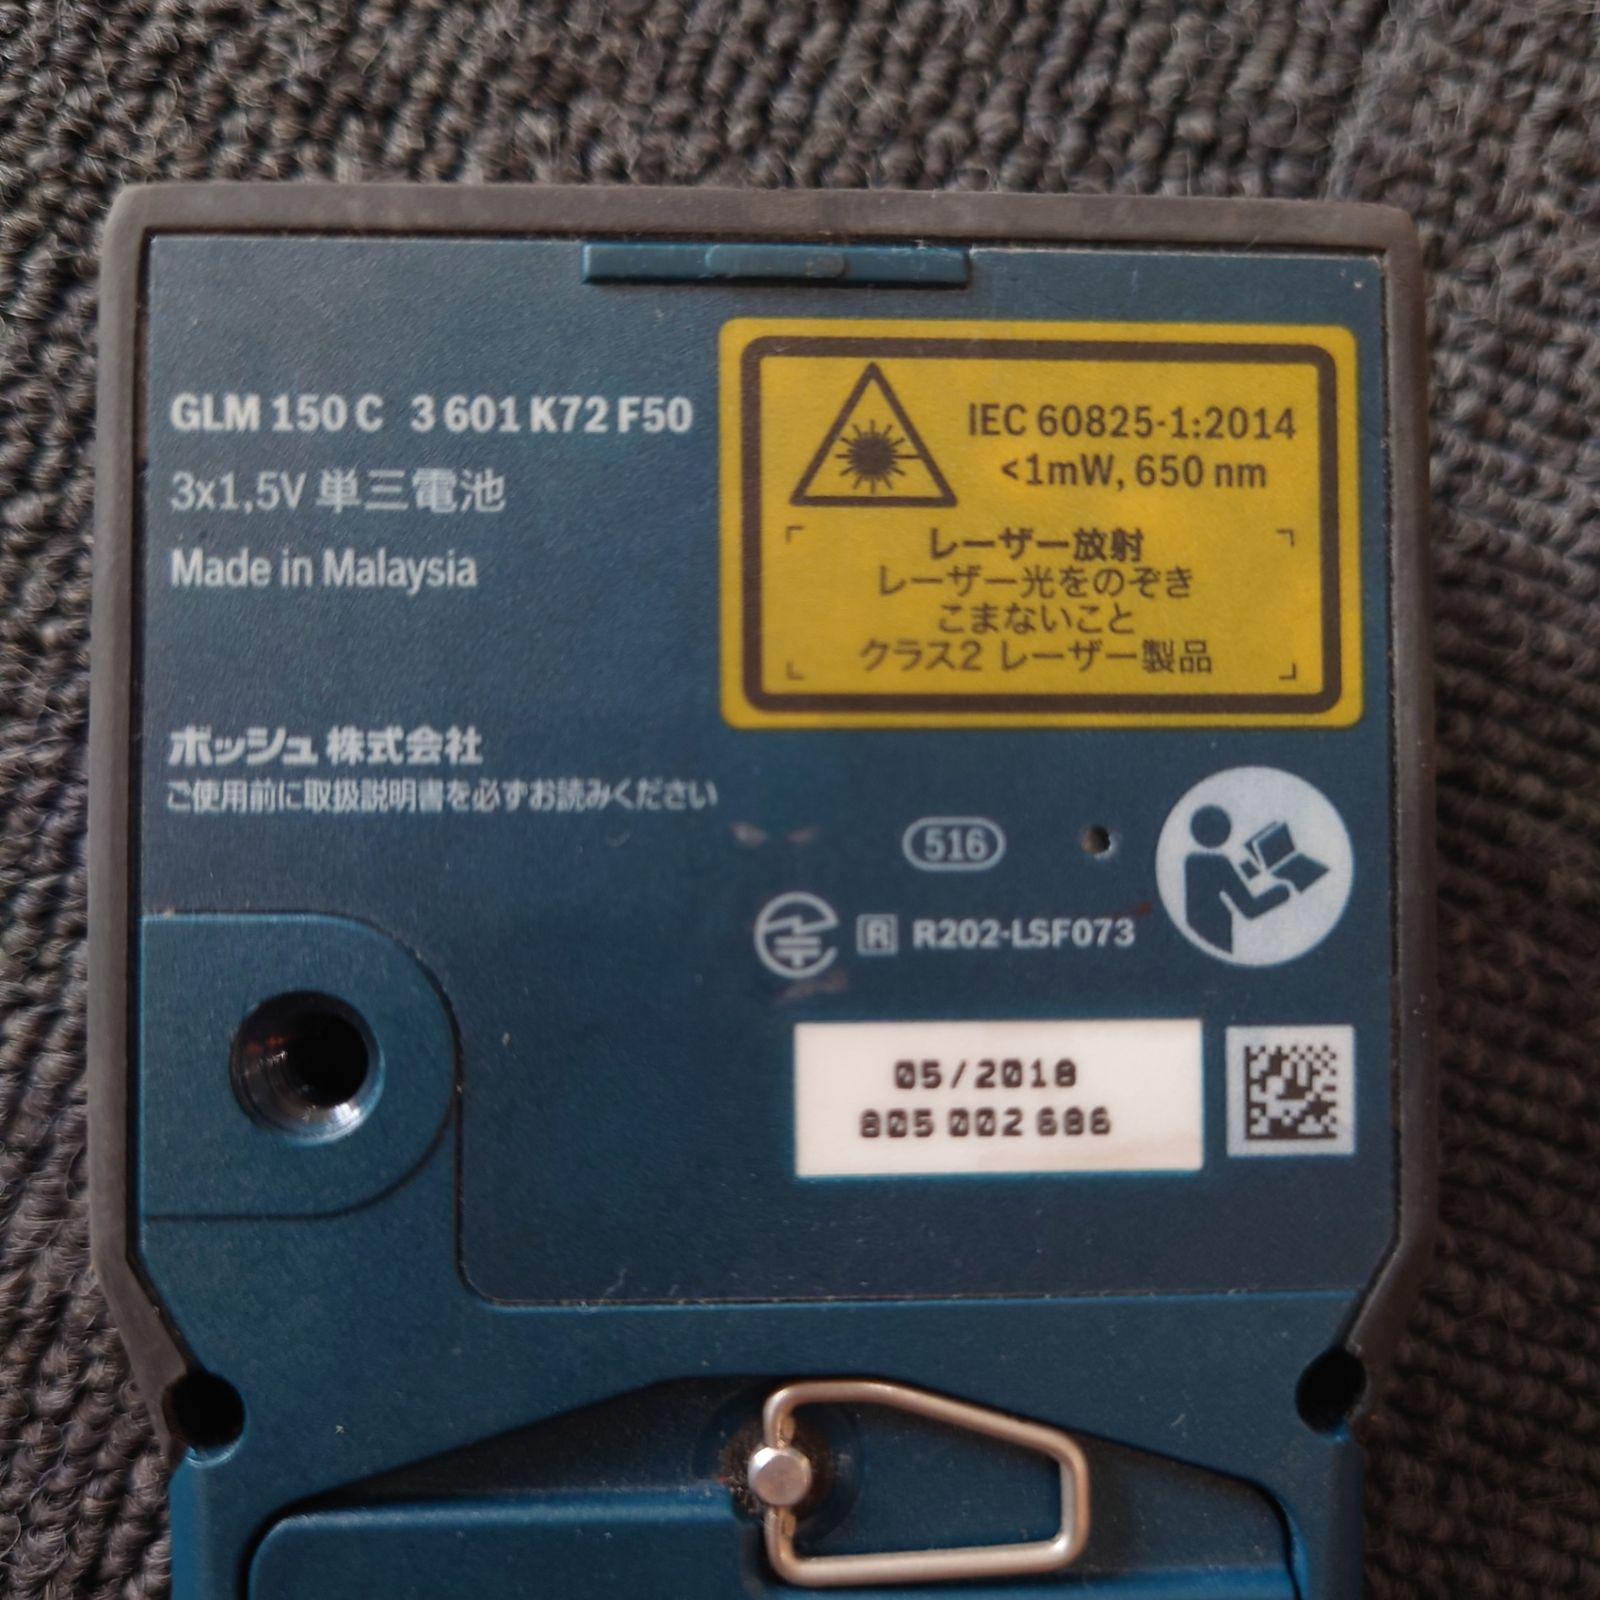 GLM 150 C 3 601 K72 F50
3x1,5V 単三電池
Made in Malaysia
IEC 60825-1:2014
<1mW, 650 nm
レーザー放射
レーザー光をのぞき
こまないこと
クラス2 レーザー製品
ボッシュ 株式会社
ご使用前に取扱説明書を必ずお読みください
516
R R202-LSF073
05/2018
805 002 686